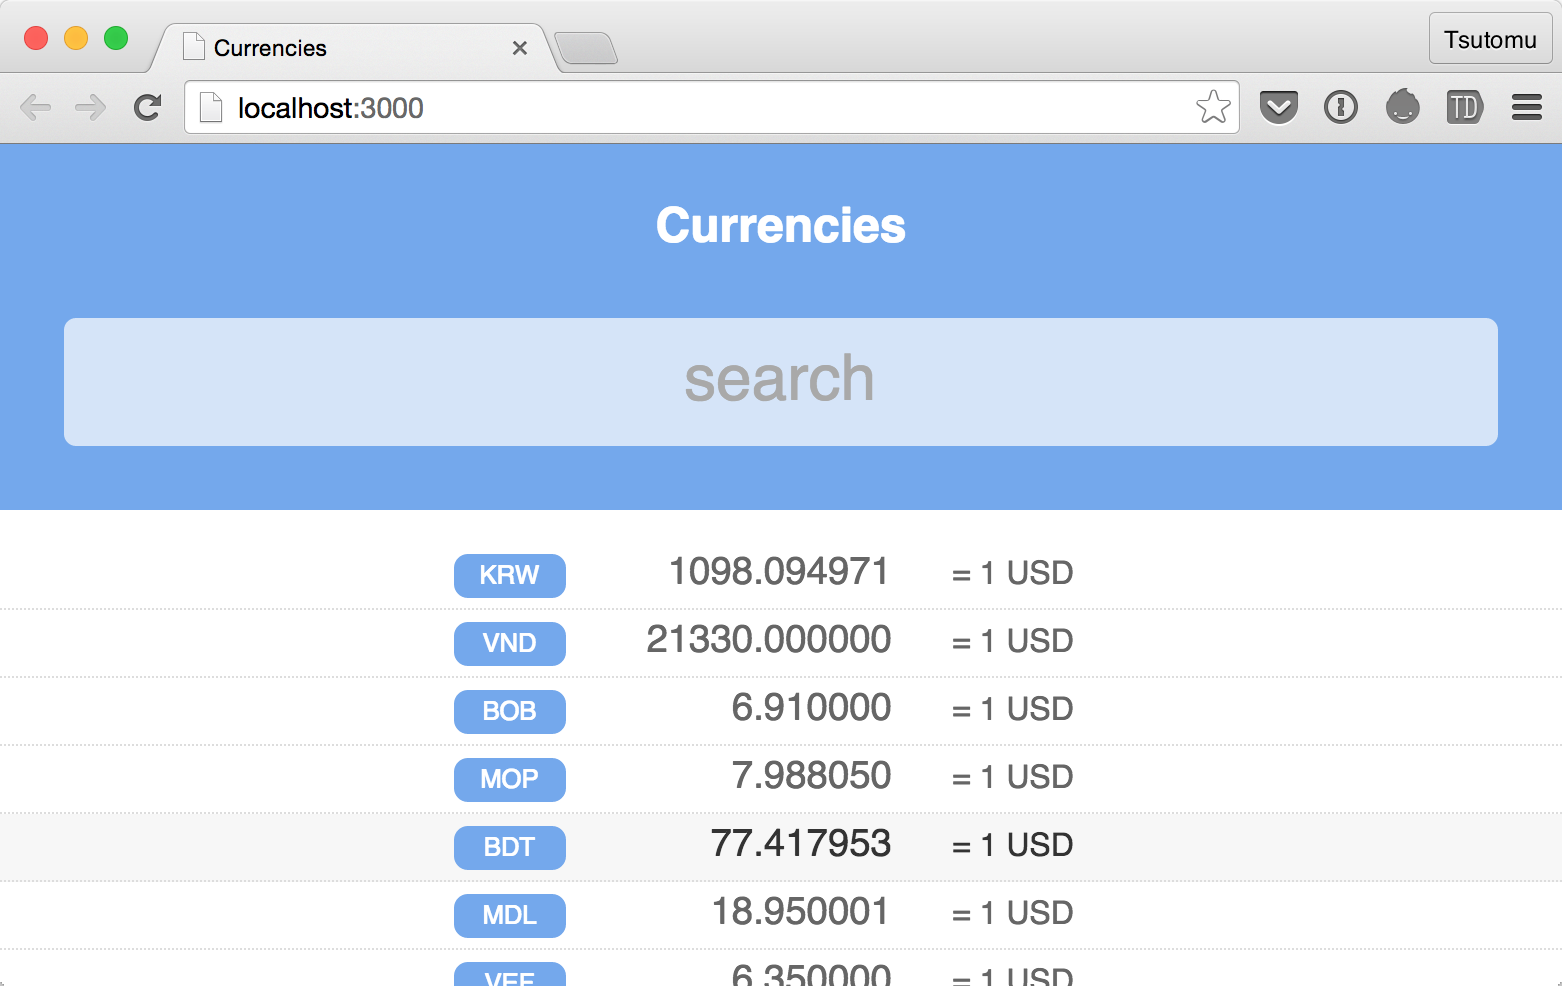 Currencies
Tsutomu
localhost:3000
TD
Currencies
search
KRW 1098.094971 = 1 USD
VND 21330.000000 = 1 USD
BOB 6.910000 = 1 USD
MOP 7.988050 = 1 USD
BDT 77.417953 = 1 USD
MDL 18.950001 = 1 USD
VEF 6.350000 = 1 USD